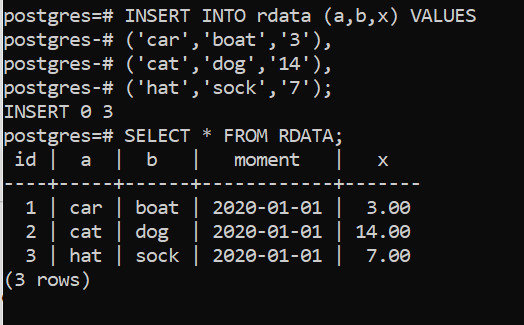 postgres=# INSERT INTO rdata (a,b,x) VALUES
postgres-# ('car','boat','3'),
postgres-# ('cat','dog','14'),
postgres-# ('hat','sock','7');
INSERT 0 3
postgres=# SELECT * FROM RDATA;
 id |  a  |  b   |   moment   |   x
----+-----+------+------------+-------
  1 | car | boat | 2020-01-01 |  3.00
  2 | cat | dog  | 2020-01-01 | 14.00
  3 | hat | sock | 2020-01-01 |  7.00
(3 rows)